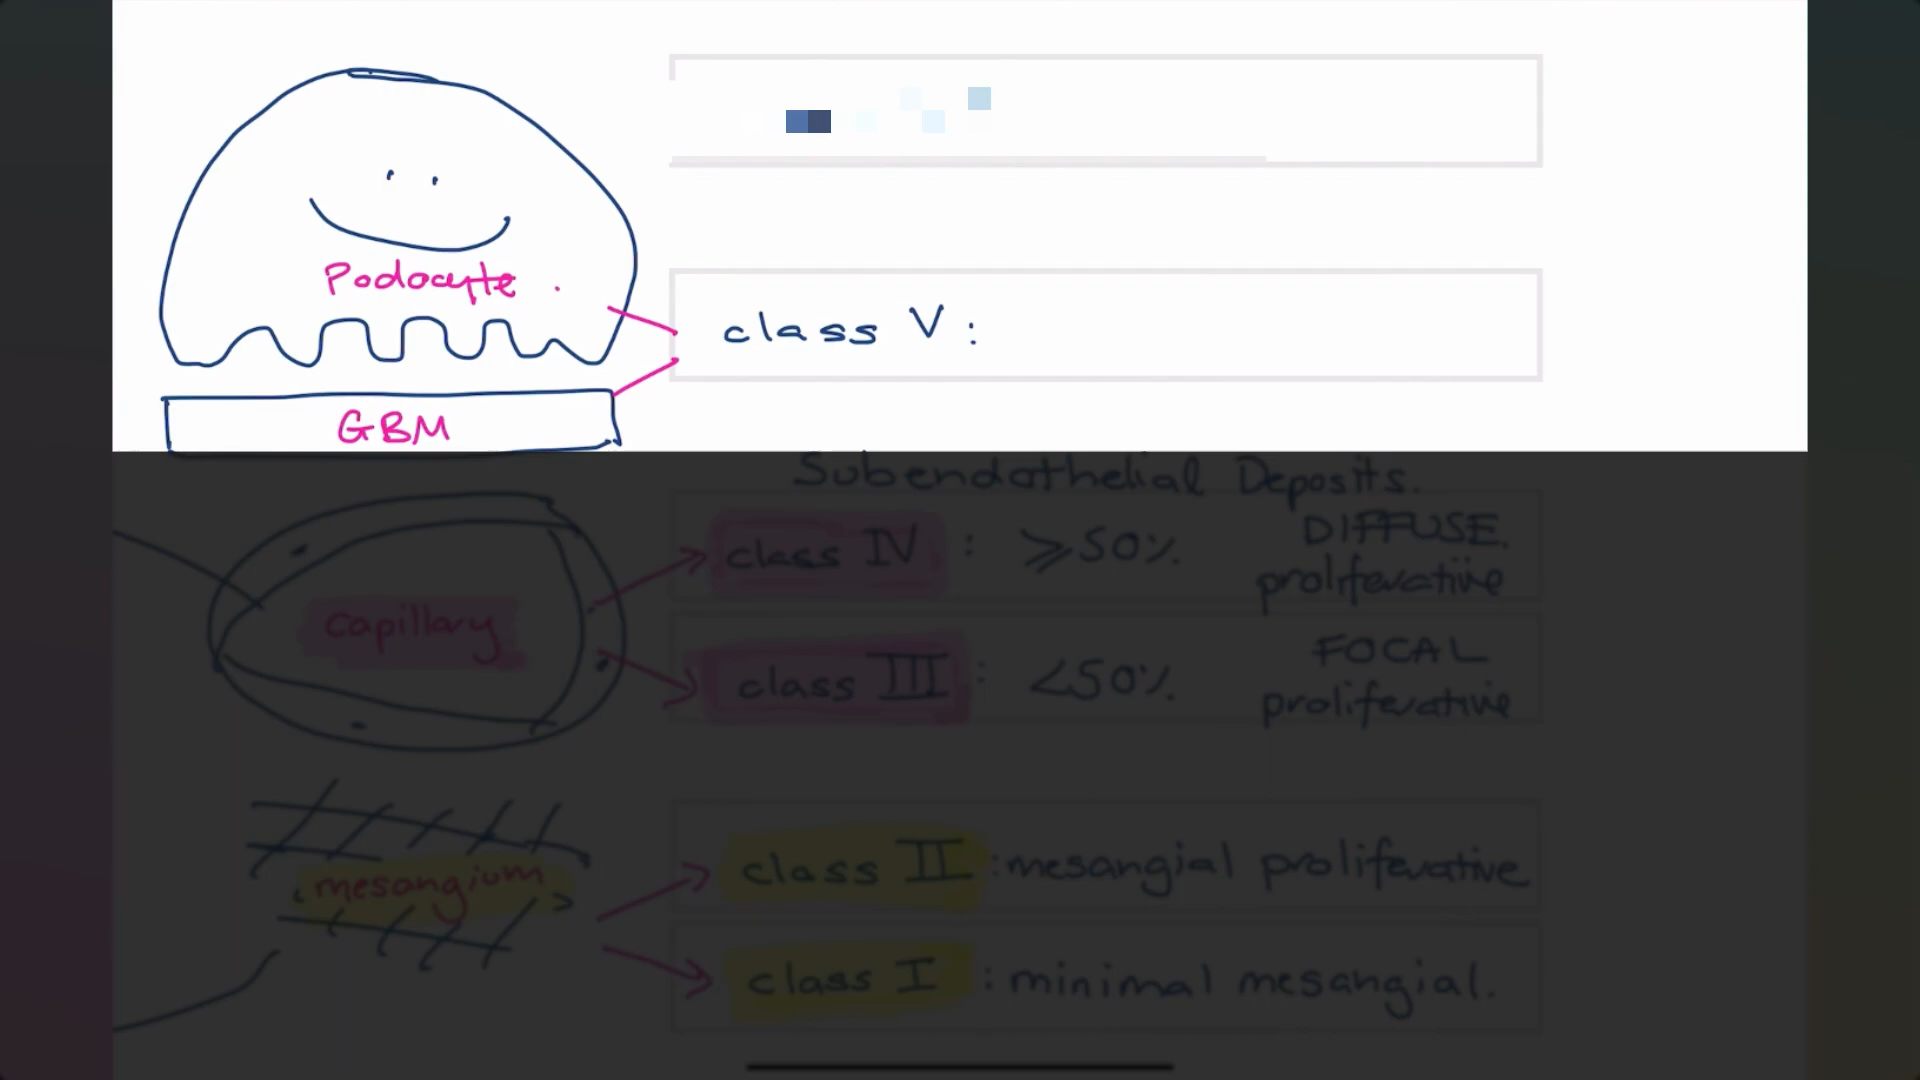 Podocyte.
class V:
GBM
Subendothelial Deposits.
class IV : ⩾50% DIFFUSE proliferative
capillary
class III : <50% FOCAL proliferative
mesangium
class II : mesangial proliferative
class I : minimal mesangial.